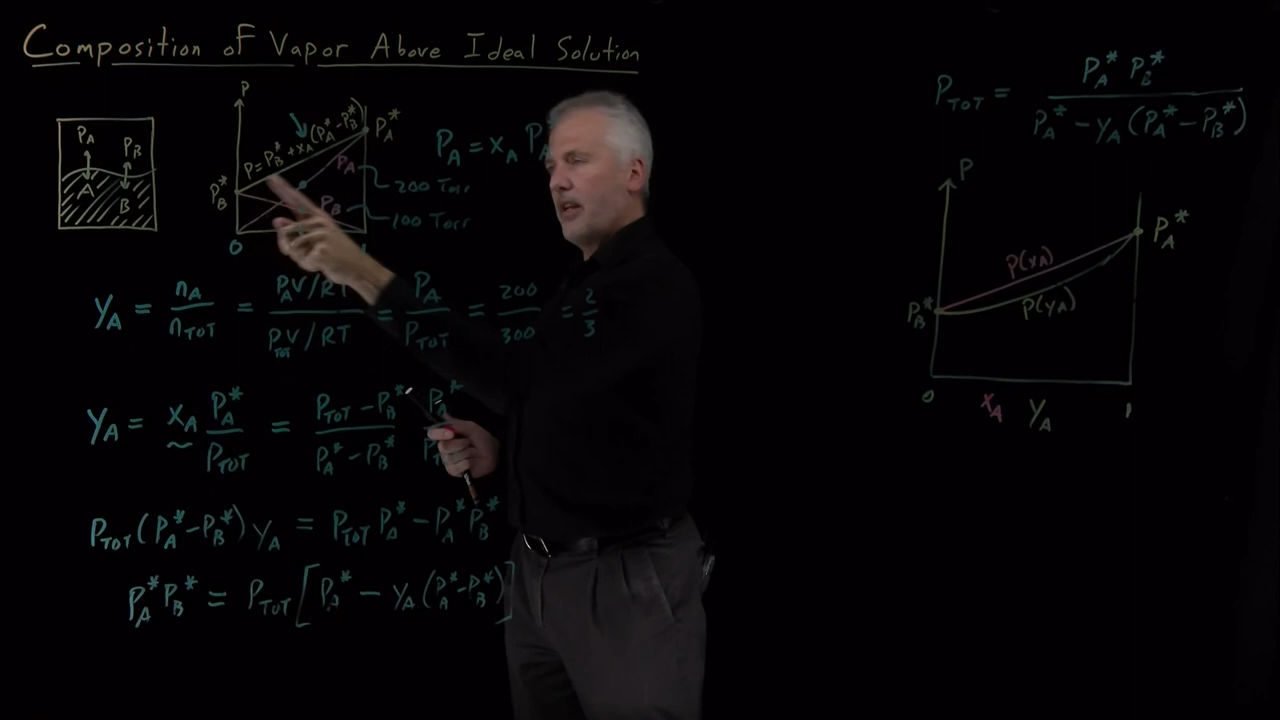 Composition of Vapor Above Ideal Solution
P_A P_B
A B
P
P = P_B* + x_A (P_A* - P_B*)
P_A*
P_B*
P_A
P_B
200 Torr
100 Torr
0
P_A = x_A P_A
Y_A = n_A / n_TOT = P_A V/RT / P_TOT V/RT = P_A / P_TOT = 200 / 300 = 2 / 3
Y_A = x_A P_A* / P_TOT = P_TOT - P_B* / P_A* - P_B* P_A*
P_TOT (P_A* - P_B*) Y_A = P_TOT P_A* - P_A* P_B*
P_A* P_B* = P_TOT [P_A* - Y_A (P_A* - P_B*)]
P_TOT = P_A* P_B* / P_A* - Y_A (P_A* - P_B*)
P
P_A*
P(x_A)
P_B*
P(Y_A)
0 x_A Y_A 1